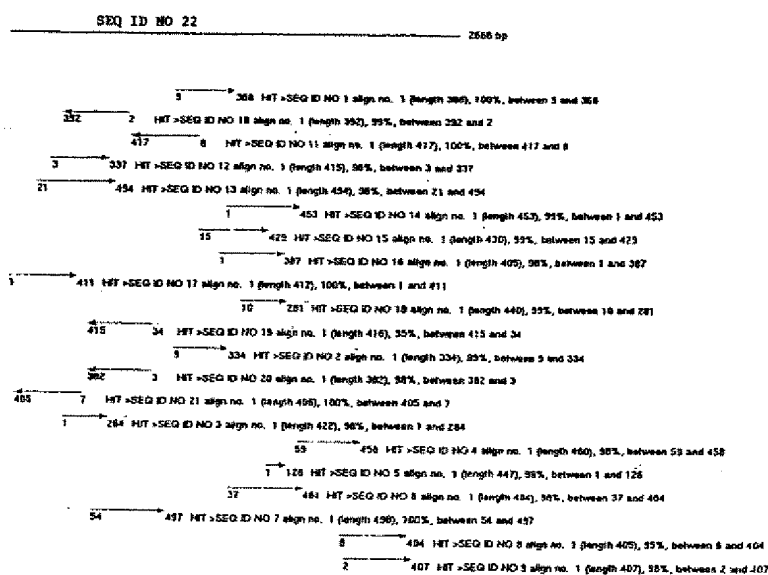 SEQ ID NO 22
2666 bp
9 368 HIT >SEQ ID NO 1 align no. 1 (length 368), 100%, between 9 and 368
392 2 HIT >SEQ ID NO 10 align no. 1 (length 392), 99%, between 392 and 2
417 8 HIT >SEQ ID NO 11 align no. 1 (length 417), 100%, between 417 and 8
3 337 HIT >SEQ ID NO 12 align no. 1 (length 415), 98%, between 3 and 337
21 494 HIT >SEQ ID NO 13 align no. 1 (length 494), 98%, between 21 and 494
1 453 HIT >SEQ ID NO 14 align no. 1 (length 453), 99%, between 1 and 453
15 429 HIT >SEQ ID NO 15 align no. 1 (length 430), 99%, between 15 and 429
1 387 HIT >SEQ ID NO 16 align no. 1 (length 405), 98%, between 1 and 387
1 411 HIT >SEQ ID NO 17 align no. 1 (length 412), 100%, between 1 and 411
10 281 HIT >SEQ ID NO 18 align no. 1 (length 440), 99%, between 10 and 281
415 34 HIT >SEQ ID NO 19 align no. 1 (length 416), 95%, between 415 and 34
9 334 HIT >SEQ ID NO 2 align no. 1 (length 334), 99%, between 9 and 334
382 3 HIT >SEQ ID NO 20 align no. 1 (length 382), 98%, between 382 and 3
405 7 HIT >SEQ ID NO 21 align no. 1 (length 406), 100%, between 405 and 7
1 264 HIT >SEQ ID NO 3 align no. 1 (length 422), 98%, between 1 and 264
59 458 HIT >SEQ ID NO 4 align no. 1 (length 460), 98%, between 59 and 458
1 126 HIT >SEQ ID NO 5 align no. 1 (length 447), 98%, between 1 and 126
37 464 HIT >SEQ ID NO 6 align no. 1 (length 464), 98%, between 37 and 464
54 497 HIT >SEQ ID NO 7 align no. 1 (length 498), 100%, between 54 and 497
6 404 HIT >SEQ ID NO 8 align no. 1 (length 405), 95%, between 6 and 404
2 407 HIT >SEQ ID NO 9 align no. 1 (length 407), 98%, between 2 and 407